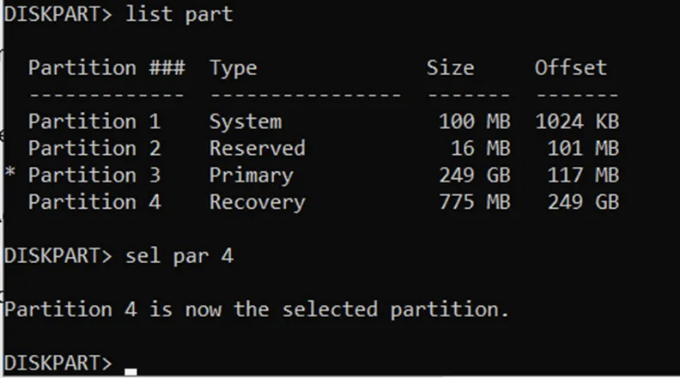 DISKPART> list part
Partition ### Type Size Offset
------------- ---------------- ------- -------
Partition 1 System 100 MB 1024 KB
Partition 2 Reserved 16 MB 101 MB
* Partition 3 Primary 249 GB 117 MB
Partition 4 Recovery 775 MB 249 GB
DISKPART> sel par 4
Partition 4 is now the selected partition.
DISKPART>